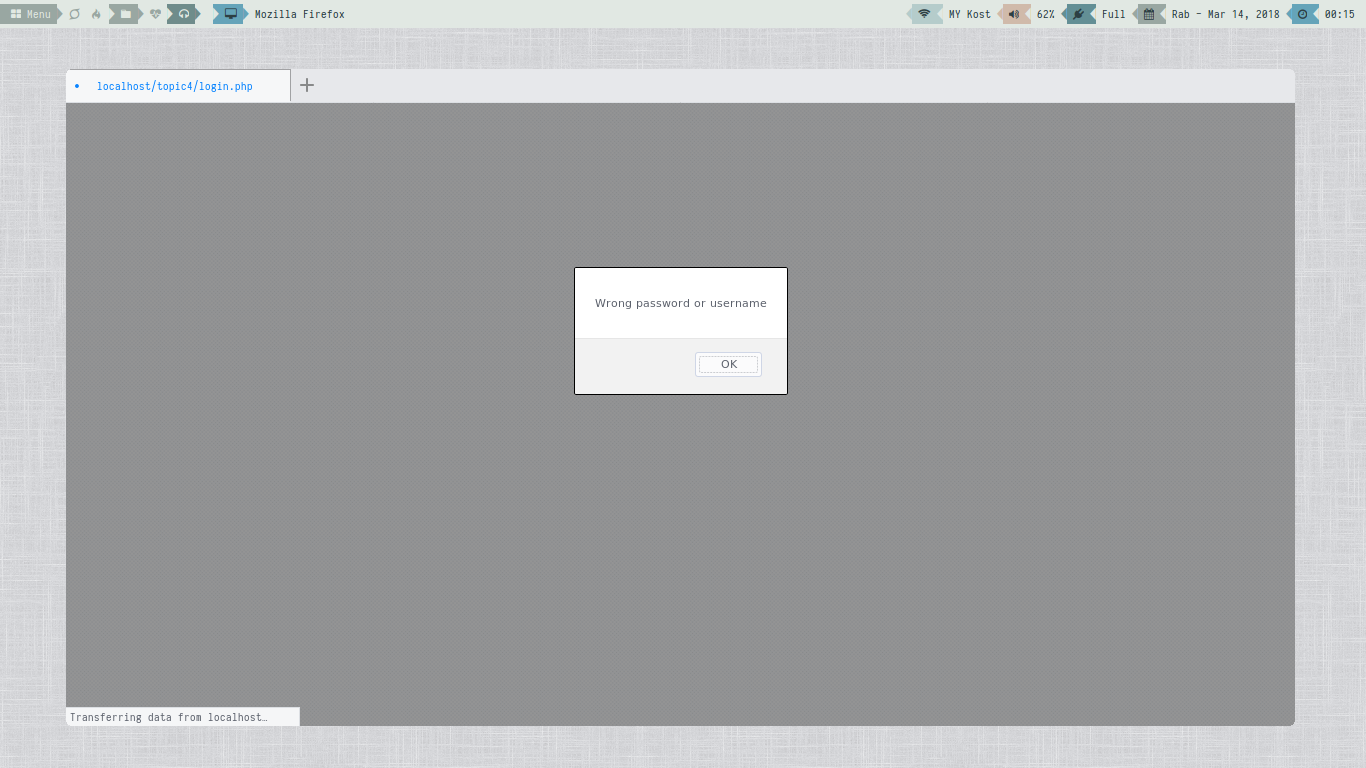 Menu
Mozilla Firefox
MY Kost
62%
Full
Rab - Mar 14, 2018
00:15
localhost/topic4/login.php
Wrong password or username
OK
Transferring data from localhost…